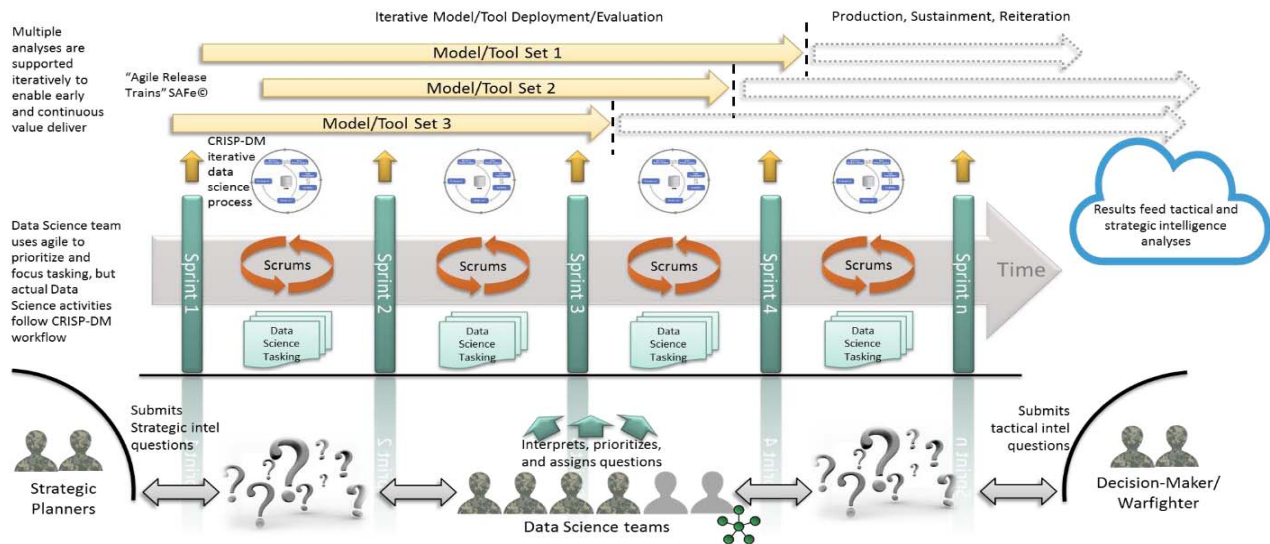 Iterative Model/Tool Deployment/Evaluation
Production, Sustainment, Reiteration
Multiple
analyses are
supported
iteratively to
enable early
and continuous
value deliver
"Agile Release
Trains" SAFe©
Model/Tool Set 1
Model/Tool Set 2
Model/Tool Set 3
CRISP-DM
iterative
data
science
process
Results feed tactical and
strategic intelligence
analyses
Data Science team
uses agile to
prioritize and
focus tasking, but
actual Data
Science activities
follow CRISP-DM
workflow
Sprint 1
Scrums
Sprint 2
Scrums
Sprint 3
Scrums
Sprint 4
Scrums
Sprint n
Time
Data
Science
Tasking
Data
Science
Tasking
Data
Science
Tasking
Data
Science
Tasking
Submits
Strategic intel
questions
Interprets, prioritizes,
and assigns questions
Submits
tactical intel
questions
Strategic
Planners
Data Science teams
Decision-Maker/
Warfighter